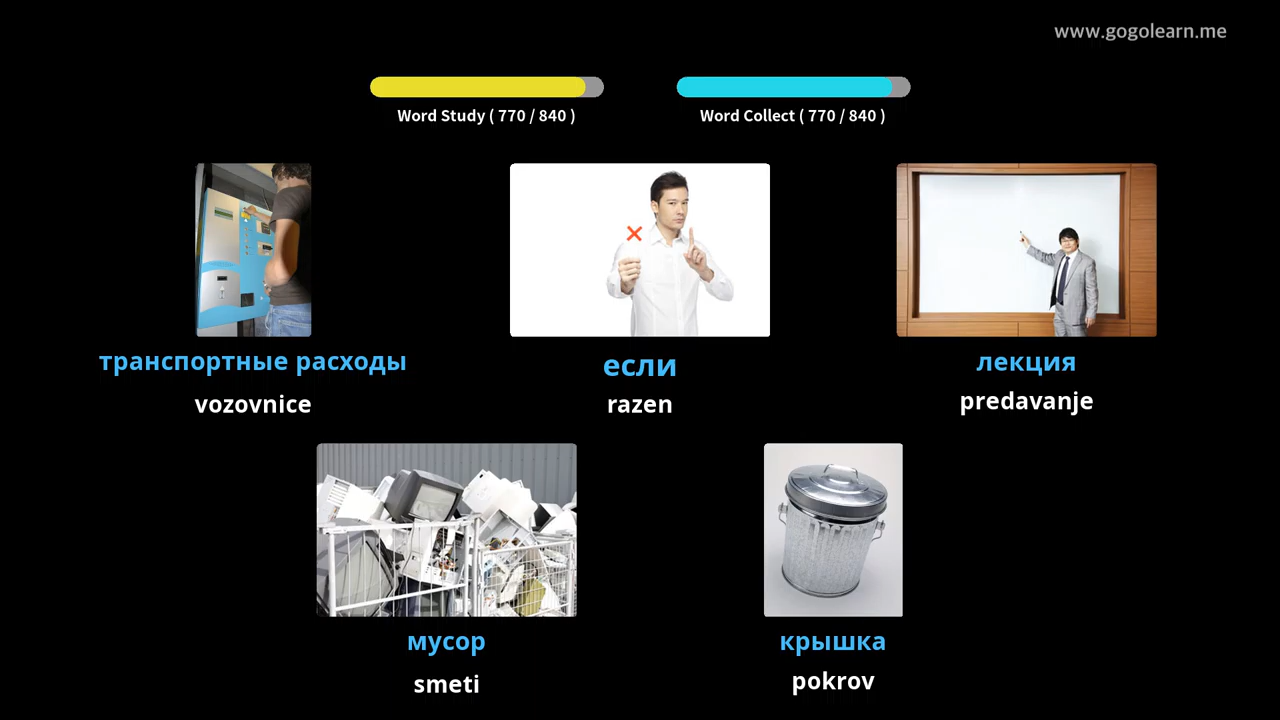 www.gogolearn.me
Word Study ( 770 / 840 )
Word Collect ( 770 / 840 )
транспортные расходы
vozovnice
если
razen
лекция
predavanje
мусор
smeti
крышка
pokrov